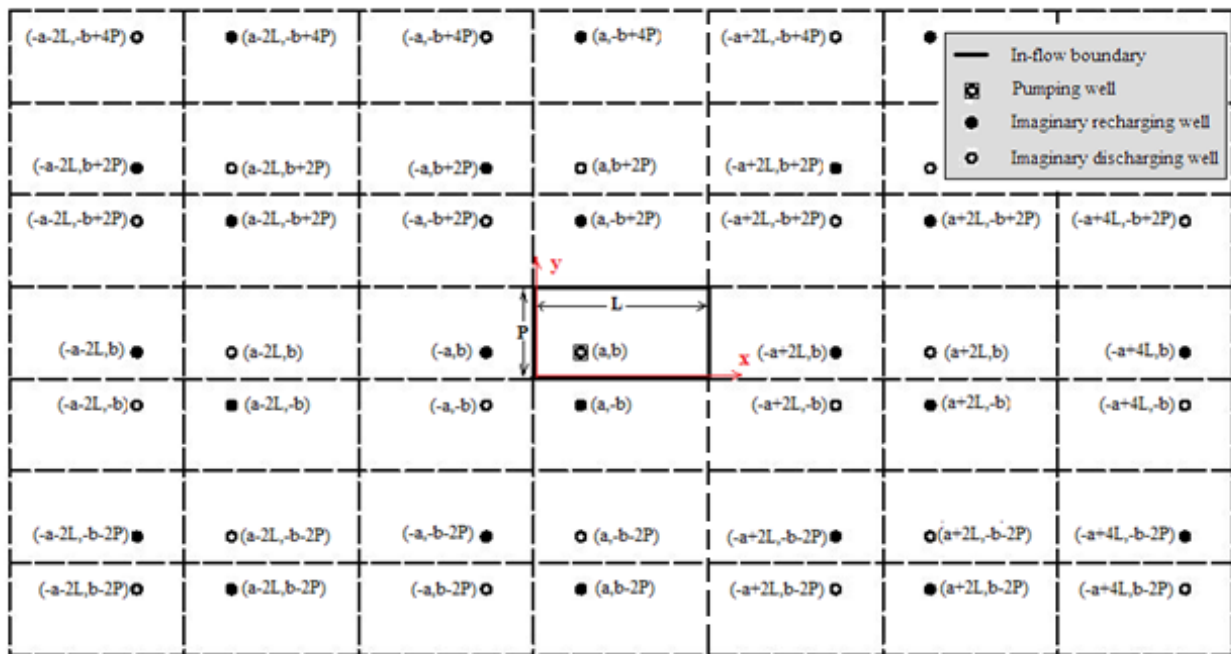 (-a-2L,-b+4P) (a-2L,-b+4P) (-a,-b+4P) (a,-b+4P) (-a+2L,-b+4P)
In-flow boundary
Pumping well
Imaginary recharging well
Imaginary discharging well
(-a-2L,b+2P) (a-2L,b+2P) (-a,b+2P) (a,b+2P) (-a+2L,b+2P)
(-a-2L,-b+2P) (a-2L,-b+2P) (-a,-b+2P) (a,-b+2P) (-a+2L,-b+2P) (a+2L,-b+2P) (-a+4L,-b+2P)
y
L
P
x
(-a-2L,b) (a-2L,b) (-a,b) (a,b) (-a+2L,b) (a+2L,b) (-a+4L,b)
(-a-2L,-b) (a-2L,-b) (-a,-b) (a,-b) (-a+2L,-b) (a+2L,-b) (-a+4L,-b)
(-a-2L,-b-2P) (a-2L,-b-2P) (-a,-b-2P) (a,-b-2P) (-a+2L,-b-2P) (a+2L,-b-2P) (-a+4L,-b-2P)
(-a-2L,b-2P) (a-2L,b-2P) (-a,b-2P) (a,b-2P) (-a+2L,b-2P) (a+2L,b-2P) (-a+4L,b-2P)